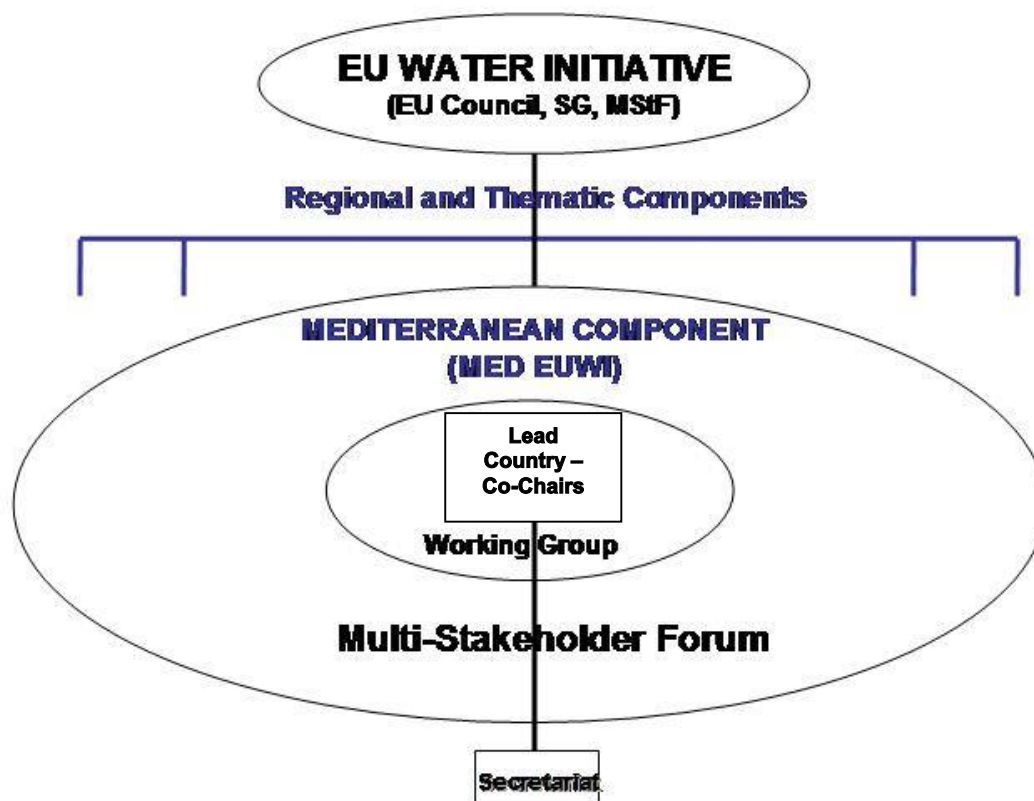 EU WATER INITIATIVE
(EU Council, SG, MStF)
Regional and Thematic Components
MEDITERRANEAN COMPONENT
(MED EUWI)
Lead
Country –
Co-Chairs
Working Group
Multi-Stakeholder Forum
Secretariat